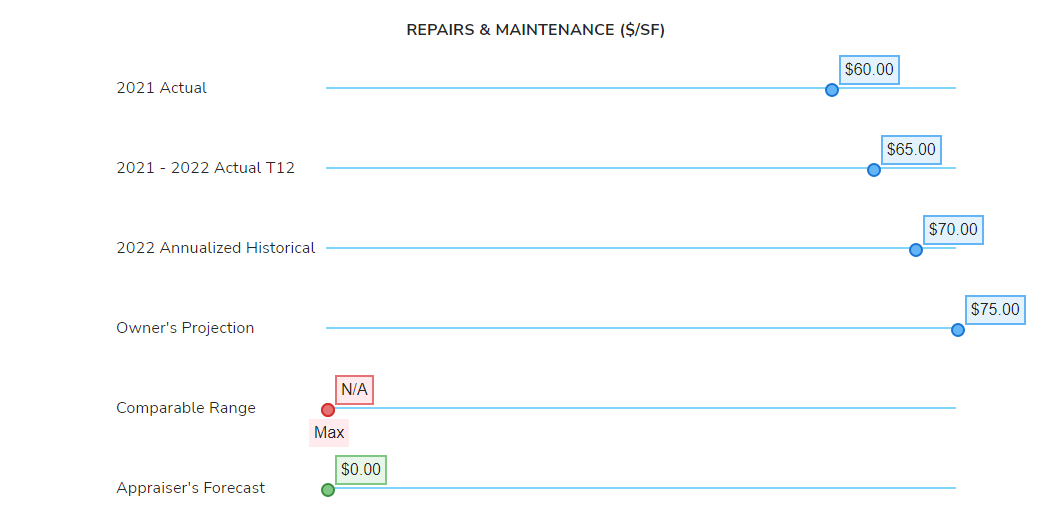 REPAIRS & MAINTENANCE ($/SF)
2021 Actual
$60.00
2021 - 2022 Actual T12
$65.00
2022 Annualized Historical
$70.00
Owner's Projection
$75.00
Comparable Range
N/A
Max
Appraiser's Forecast
$0.00